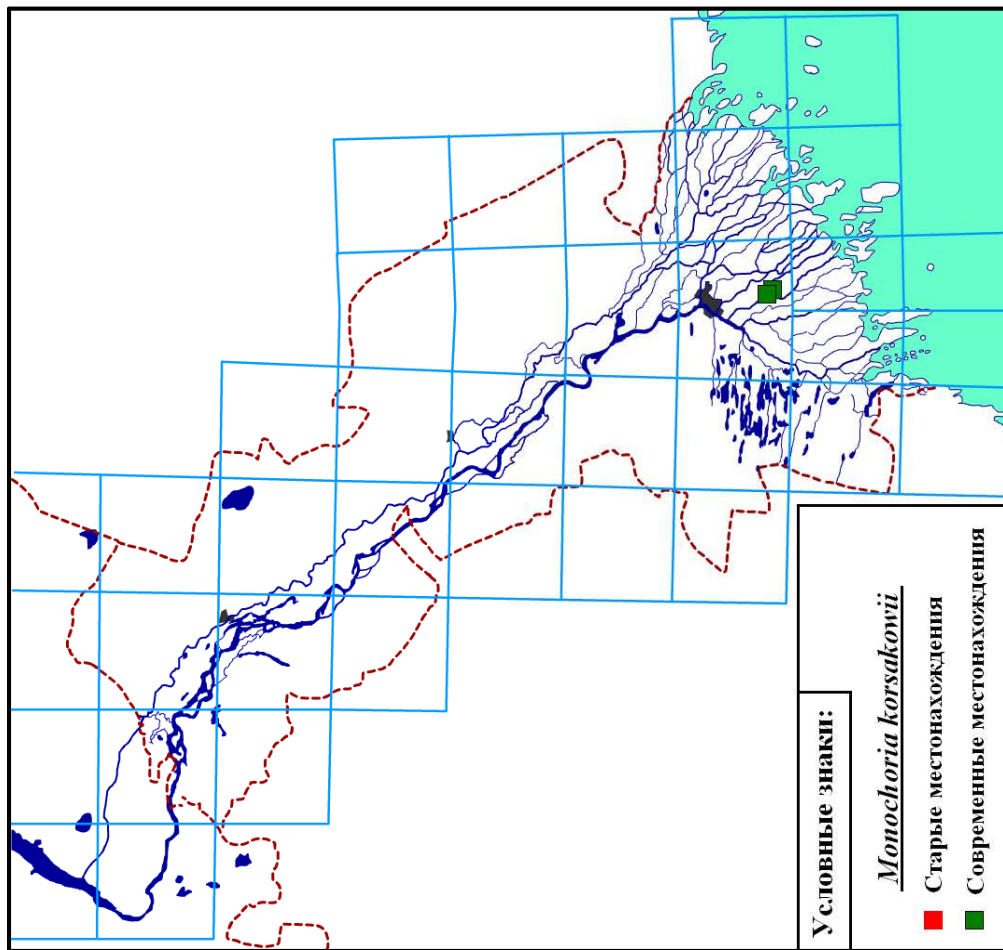 Условные знаки:
Monochoria korsakowii
Старые местонахождения
Современные местонахождения